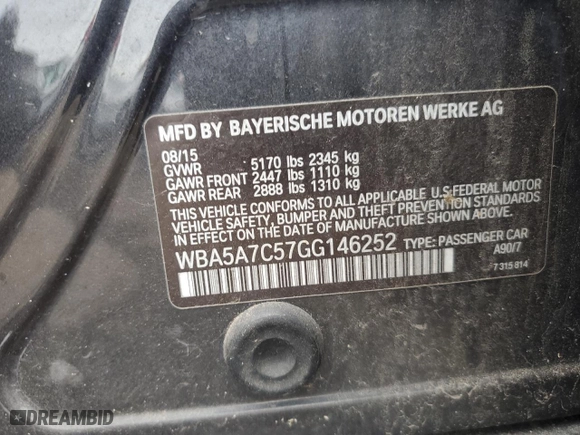 MFD BY BAYERISCHE MOTOREN WERKE AG
08/15
GVWR 5170 lbs 2345 kg
GAWR FRONT 2447 lbs 1110 kg
GAWR REAR 2888 lbs 1310 kg
THIS VEHICLE CONFORMS TO ALL APPLICABLE U.S. FEDERAL MOTOR
VEHICLE SAFETY, BUMPER AND THEFT PREVENTION STANDARDS
IN EFFECT ON THE DATE OF MANUFACTURE SHOWN ABOVE.
WBA5A7C57GG146252 TYPE: PASSENGER CAR
A90/7
7 315 814
DREAMBID